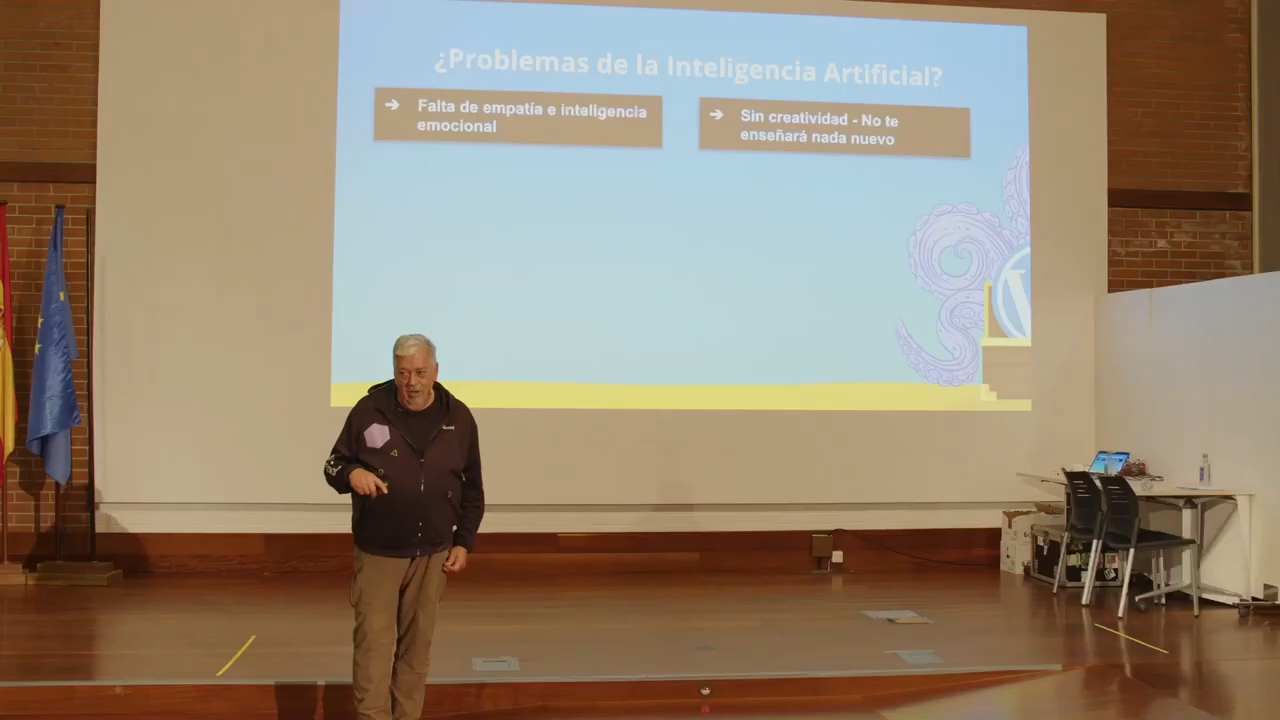 ¿Problemas de la Inteligencia Artificial?
➔ Falta de empatía e inteligencia
emocional
➔ Sin creatividad - No te
enseñará nada nuevo